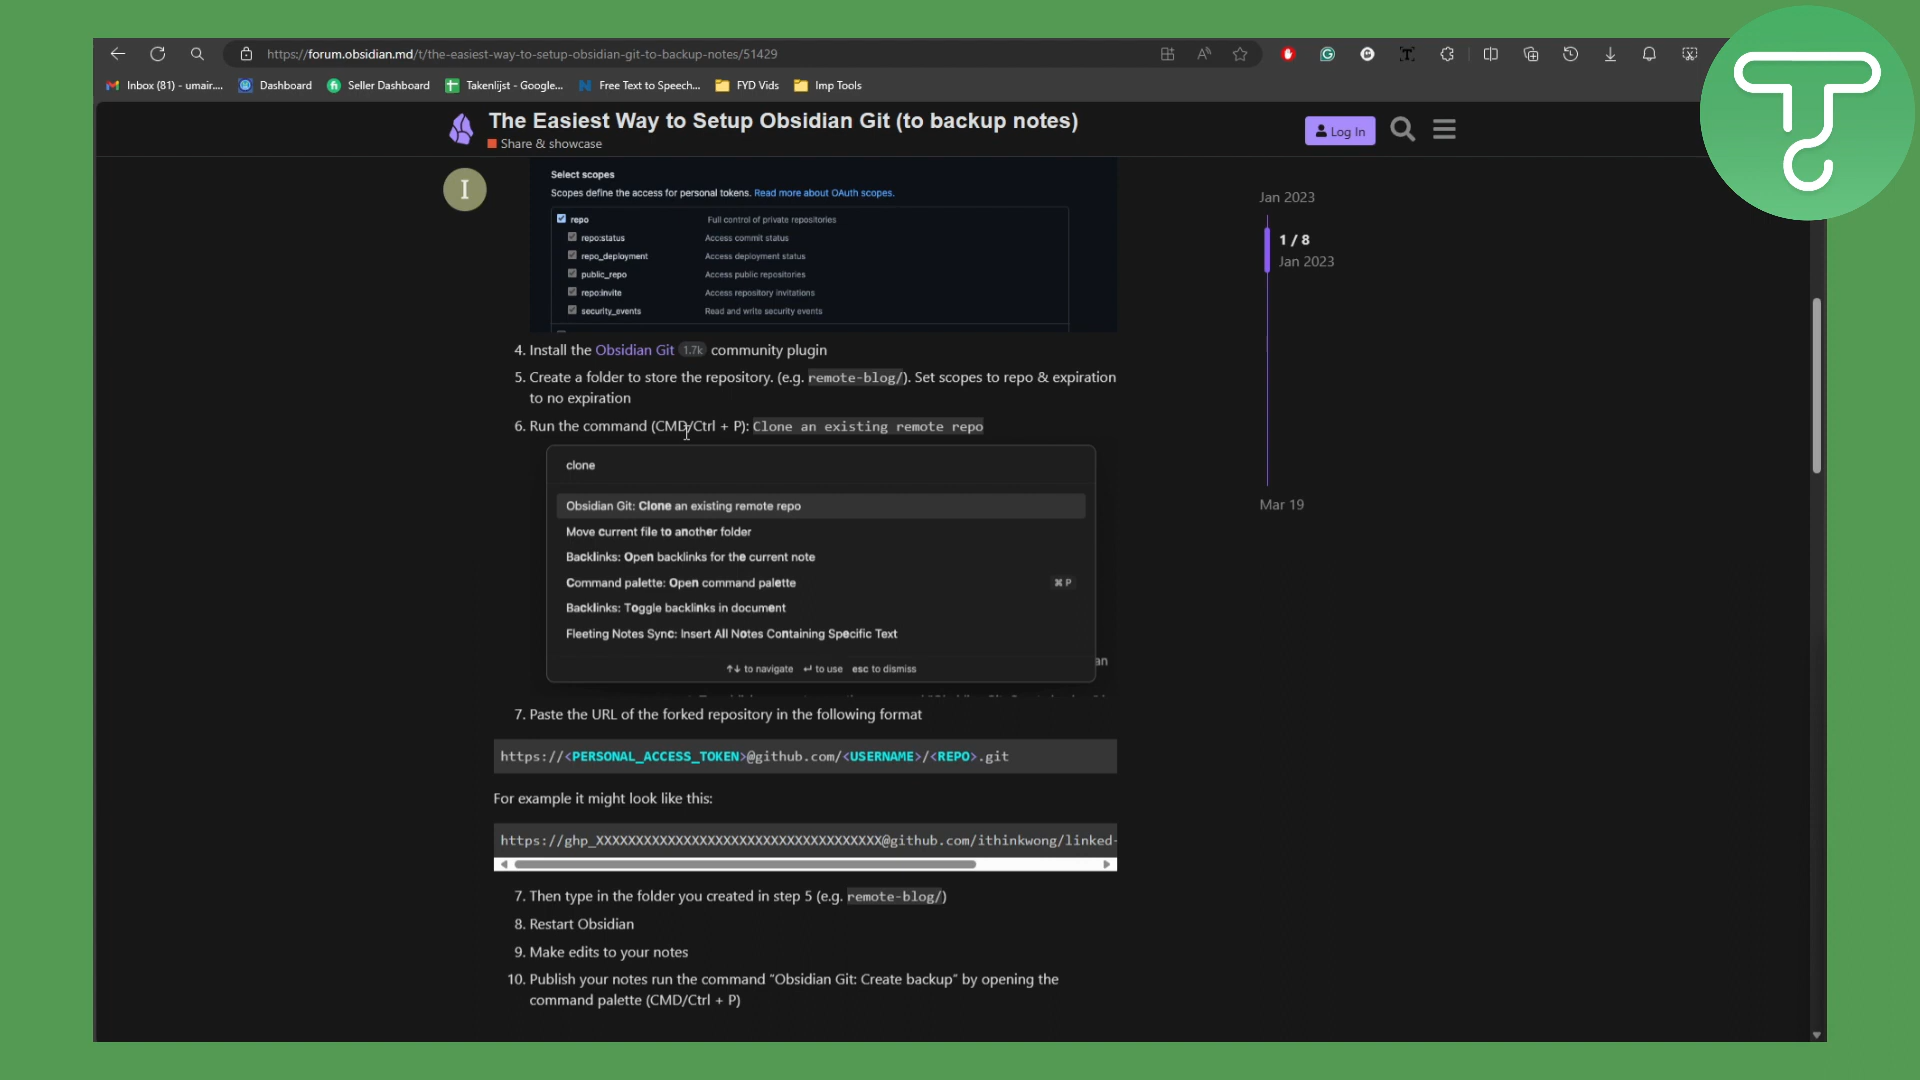 https://forum.obsidian.md/t/the-easiest-way-to-setup-obsidian-git-to-backup-notes/51429
Inbox (81) - umair.... Dashboard Seller Dashboard Takenlijst - Google... Free Text to Speech... FYD Vids Imp Tools
The Easiest Way to Setup Obsidian Git (to backup notes)
Share & showcase
Log In
I
Select scopes
Scopes define the access for personal tokens. Read more about OAuth scopes.
repo Full control of private repositories
repo:status Access commit status
repo_deployment Access deployment status
public_repo Access public repositories
repo:invite Access repository invitations
security_events Read and write security events
Jan 2023
1 / 8
Jan 2023
Mar 19
4. Install the Obsidian Git 1.7k community plugin
5. Create a folder to store the repository. (e.g. remote-blog/). Set scopes to repo & expiration
to no expiration
6. Run the command (CMD/Ctrl + P): Clone an existing remote repo
clone
Obsidian Git: Clone an existing remote repo
Move current file to another folder
Backlinks: Open backlinks for the current note
Command palette: Open command palette ⌘ P
Backlinks: Toggle backlinks in document
Fleeting Notes Sync: Insert All Notes Containing Specific Text
↑↓ to navigate ↵ to use esc to dismiss
an
7. Paste the URL of the forked repository in the following format
https://<PERSONAL_ACCESS_TOKEN>@github.com/<USERNAME>/<REPO>.git
For example it might look like this:
https://ghp_XXXXXXXXXXXXXXXXXXXXXXXXXXXXXXXXXXXX@github.com/ithinkwong/linked-
7. Then type in the folder you created in step 5 (e.g. remote-blog/)
8. Restart Obsidian
9. Make edits to your notes
10. Publish your notes run the command “Obsidian Git: Create backup” by opening the
command palette (CMD/Ctrl + P)